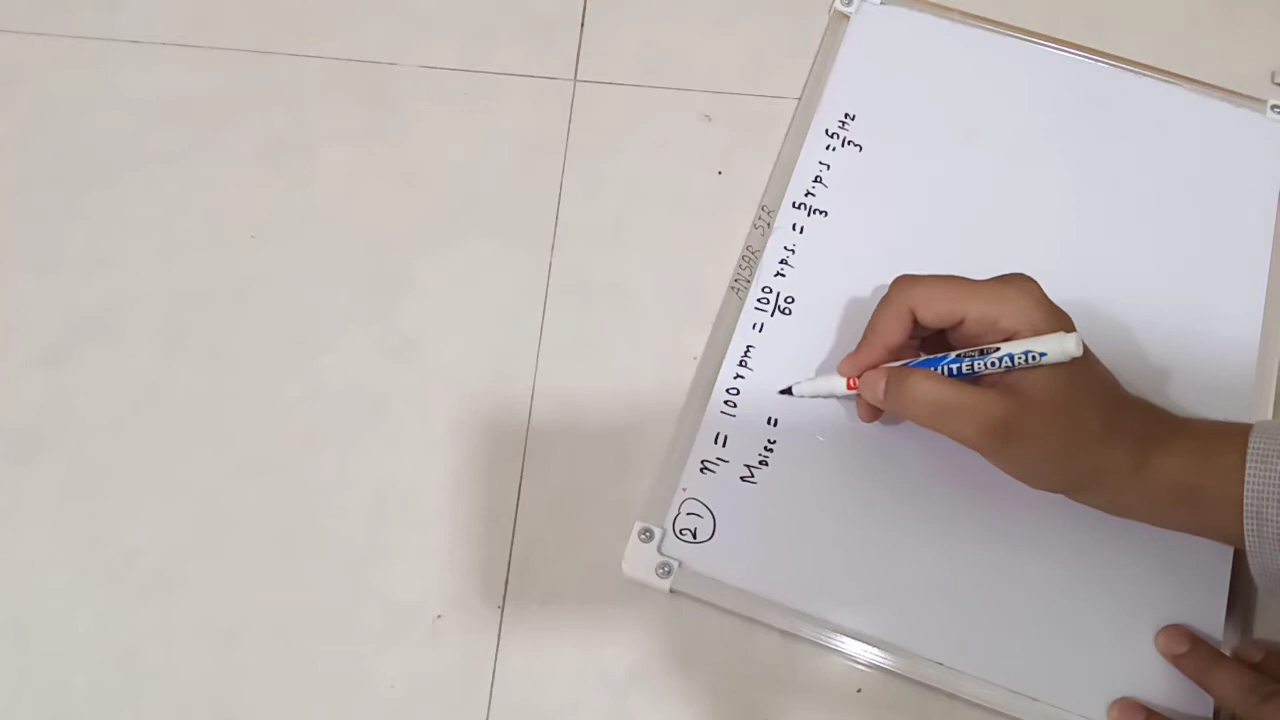 ANSAR SIR
(21) n₁ = 100 rpm = 100/60 r.p.s. = 5/3 r.p.s = 5/3 Hz
M_Disc =
FINE TIP
WHITEBOARD